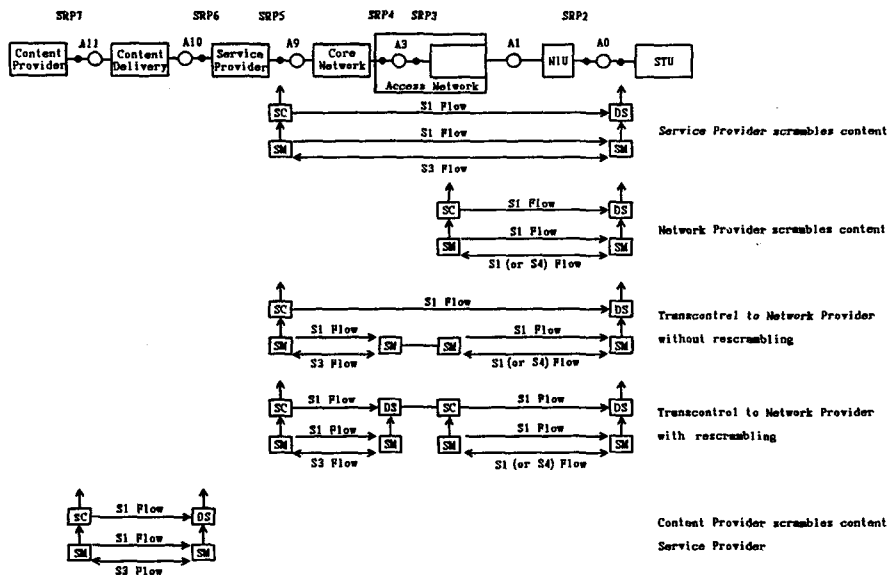 SRP7 SRP6 SRP5 SRP4 SRP3 SRP2
A11 A10 A9 A3 A1 A0
Content Provider
Content Delivery
Service Provider
Core Network
Access Network
NIU
STU
S1 Flow
SC DS
S1 Flow
SM SM
S3 Flow
Service Provider scrambles content
S1 Flow
SC DS
S1 Flow
SM SM
S1 (or S4) Flow
Network Provider scrambles content
S1 Flow
SC DS
S1 Flow S1 Flow
SM SM SM SM
S3 Flow S1 (or S4) Flow
Transcontrol to Network Provider
without rescrambling
S1 Flow S1 Flow
SC DS SC DS
S1 Flow S1 Flow
SM SM SM SM
S3 Flow S1 (or S4) Flow
Transcontrol to Network Provider
with rescrambling
S1 Flow
SC DS
S1 Flow
SM SM
S3 Flow
Content Provider scrambles content
Service Provider